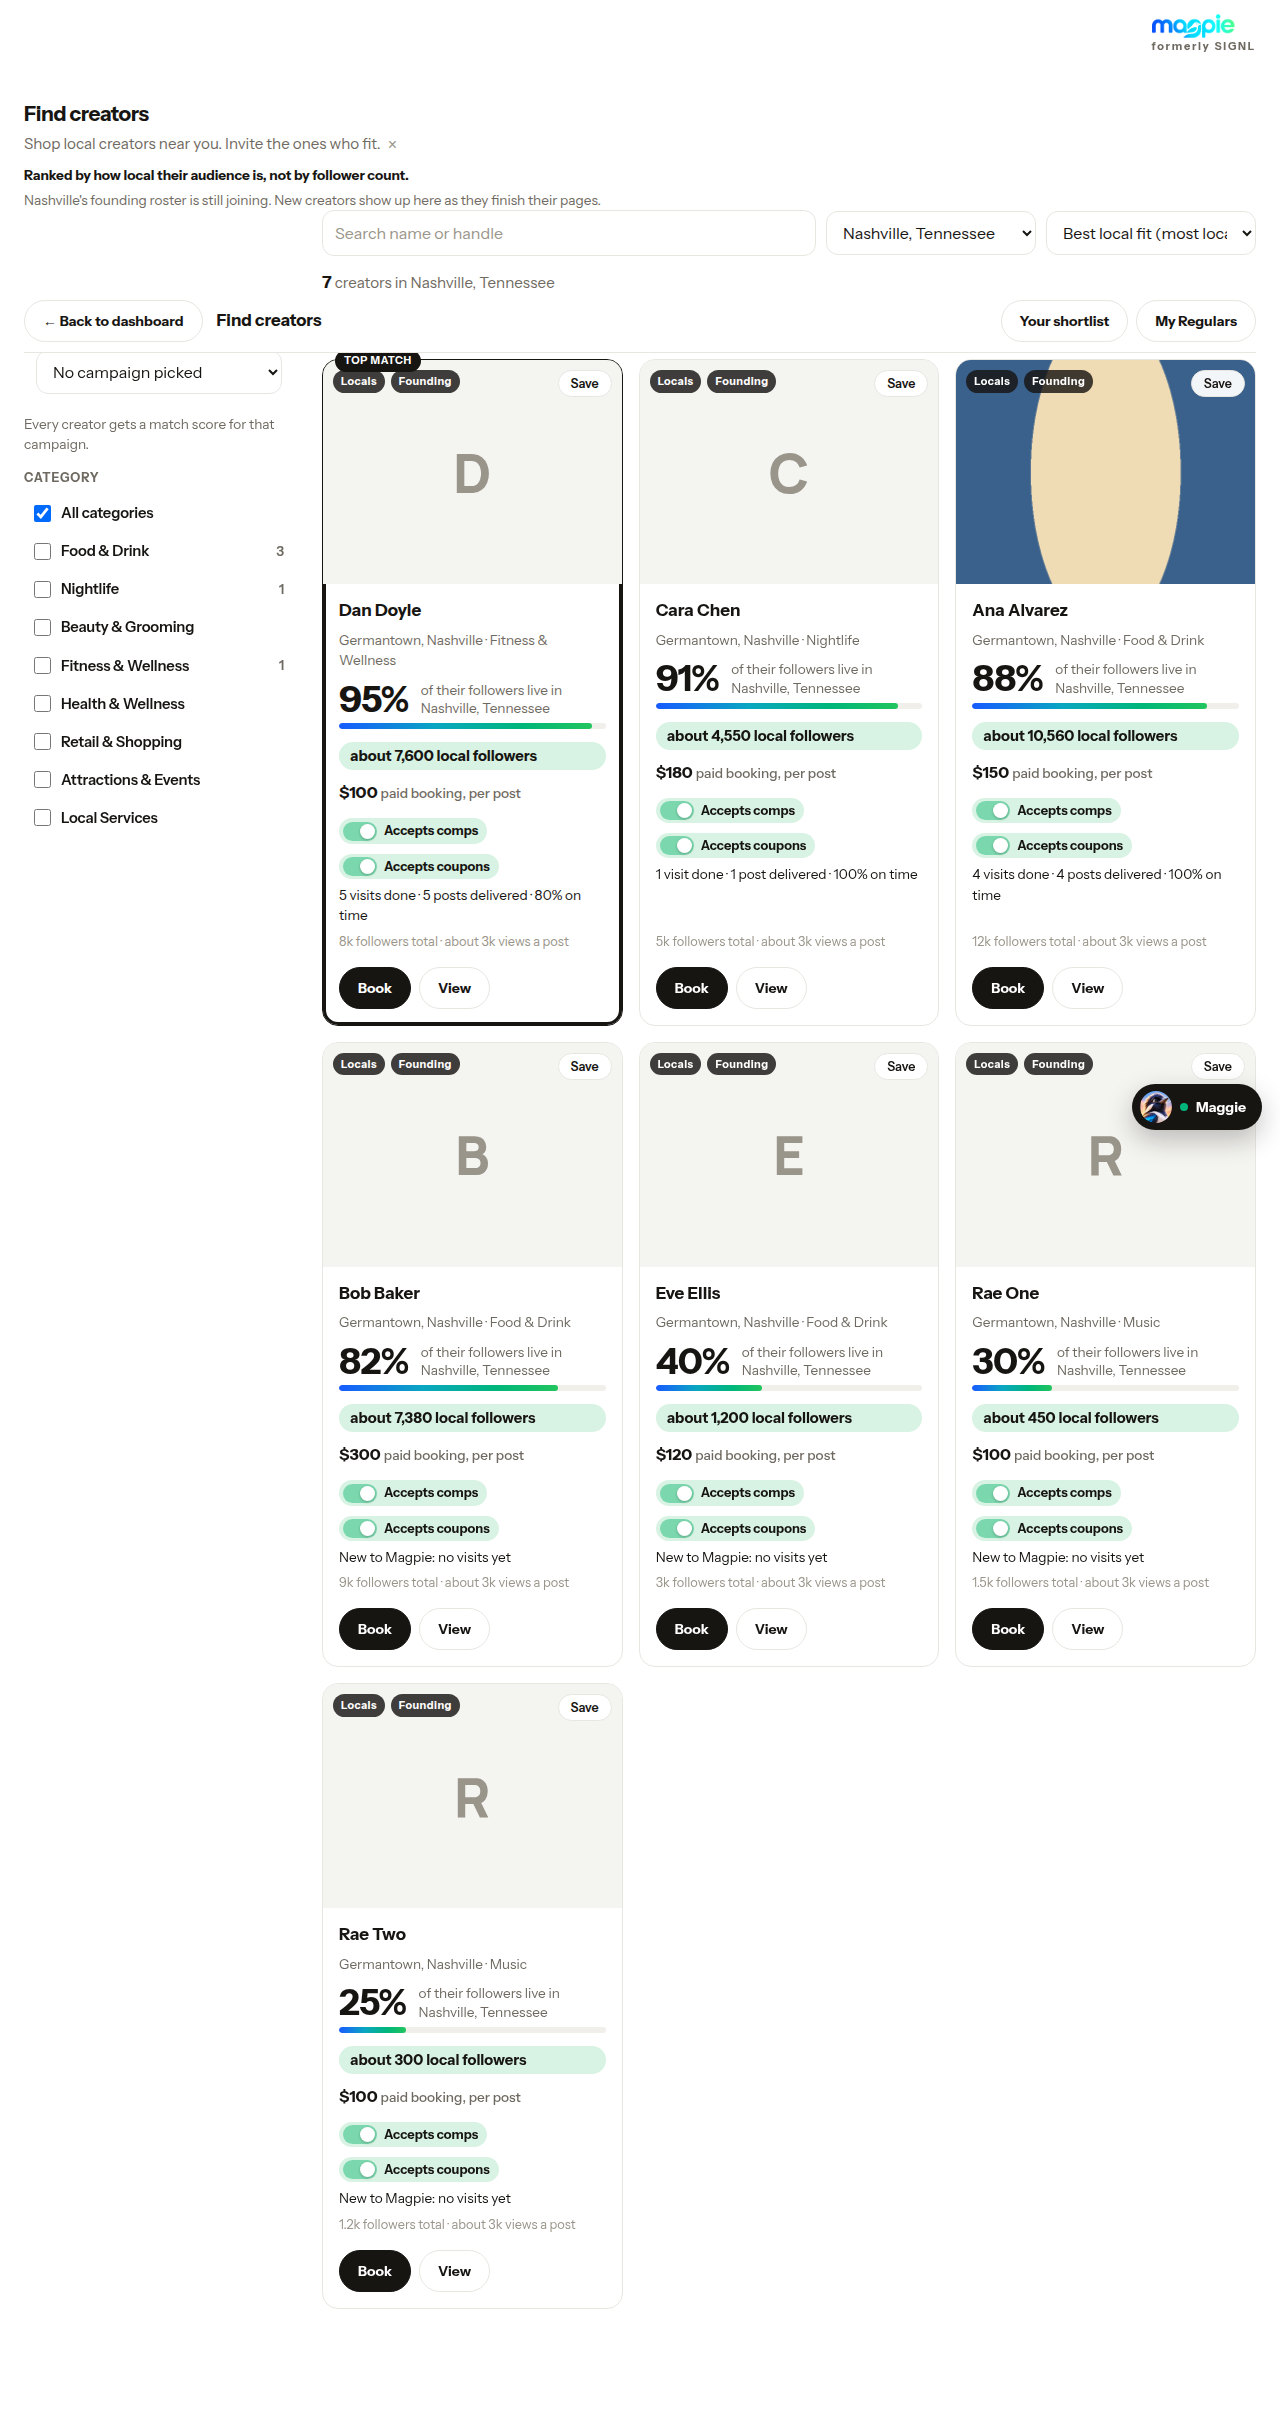 magpie
formerly SIGNL
Find creators
Shop local creators near you. Invite the ones who fit. ×
Ranked by how local their audience is, not by follower count.
Nashville's founding roster is still joining. New creators show up here as they finish their pages.
Search name or handle
Nashville, Tennessee
Best local fit (most loca
7 creators in Nashville, Tennessee
← Back to dashboard
Find creators
Your shortlist
My Regulars
No campaign picked
Every creator gets a match score for that
campaign.
CATEGORY
All categories
Food & Drink 3
Nightlife 1
Beauty & Grooming
Fitness & Wellness 1
Health & Wellness
Retail & Shopping
Attractions & Events
Local Services
TOP MATCH
Locals Founding Save
D
Dan Doyle
Germantown, Nashville · Fitness &
Wellness
95% of their followers live in
Nashville, Tennessee
about 7,600 local followers
$100 paid booking, per post
Accepts comps
Accepts coupons
5 visits done · 5 posts delivered · 80% on
time
8k followers total · about 3k views a post
Book View
Locals Founding Save
C
Cara Chen
Germantown, Nashville · Nightlife
91% of their followers live in
Nashville, Tennessee
about 4,550 local followers
$180 paid booking, per post
Accepts comps
Accepts coupons
1 visit done · 1 post delivered · 100% on time
5k followers total · about 3k views a post
Book View
Locals Founding Save
Ana Alvarez
Germantown, Nashville · Food & Drink
88% of their followers live in
Nashville, Tennessee
about 10,560 local followers
$150 paid booking, per post
Accepts comps
Accepts coupons
4 visits done · 4 posts delivered · 100% on
time
12k followers total · about 3k views a post
Book View
Locals Founding Save
B
Bob Baker
Germantown, Nashville · Food & Drink
82% of their followers live in
Nashville, Tennessee
about 7,380 local followers
$300 paid booking, per post
Accepts comps
Accepts coupons
New to Magpie: no visits yet
9k followers total · about 3k views a post
Book View
Locals Founding Save
E
Eve Ellis
Germantown, Nashville · Food & Drink
40% of their followers live in
Nashville, Tennessee
about 1,200 local followers
$120 paid booking, per post
Accepts comps
Accepts coupons
New to Magpie: no visits yet
3k followers total · about 3k views a post
Book View
Locals Founding Save
Maggie
R
Rae One
Germantown, Nashville · Music
30% of their followers live in
Nashville, Tennessee
about 450 local followers
$100 paid booking, per post
Accepts comps
Accepts coupons
New to Magpie: no visits yet
1.5k followers total · about 3k views a post
Book View
Locals Founding Save
R
Rae Two
Germantown, Nashville · Music
25% of their followers live in
Nashville, Tennessee
about 300 local followers
$100 paid booking, per post
Accepts comps
Accepts coupons
New to Magpie: no visits yet
1.2k followers total · about 3k views a post
Book View